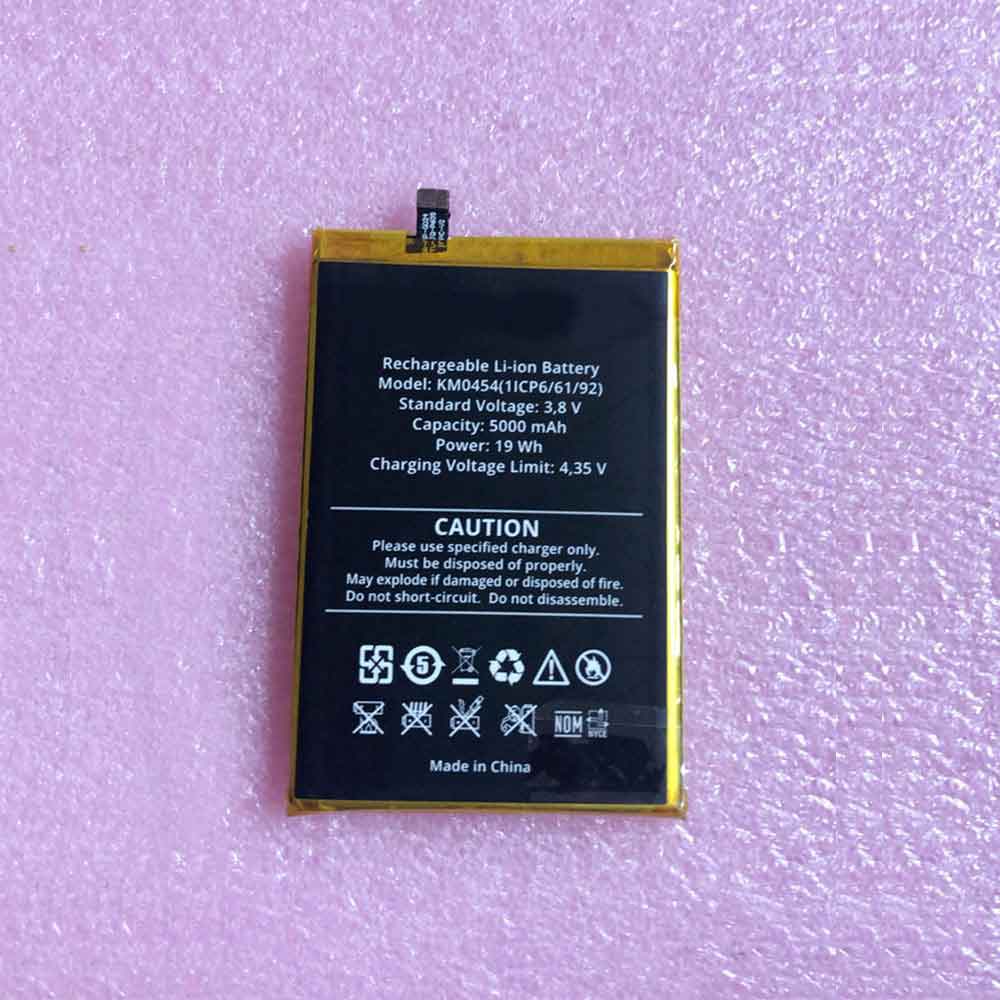 Rechargeable Li-ion Battery
Model: KM0454(1ICP6/61/92)
Standard Voltage: 3,8 V
Capacity: 5000 mAh
Power: 19 Wh
Charging Voltage Limit: 4,35 V
CAUTION
Please use specified charger only.
Must be disposed of properly.
May explode if damaged or disposed of fire.
Do not short-circuit. Do not disassemble.
5
NOM
NYCE
Made in China